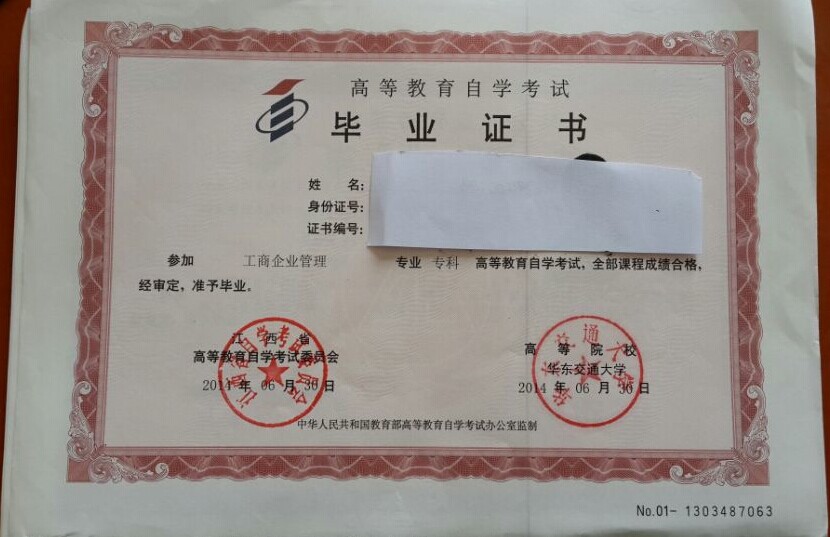 高等教育自学考试
毕业证书
姓 名：
身份证号：
证书编号：
参加 工商企业管理 专业 专科 高等教育自学考试，全部课程成绩合格，
经审定，准予毕业。
江西省
高等教育自学考试委员会
2014 年 06 月 30 日
高等院校
华东交通大学
2014 年 06 月 30 日
中华人民共和国教育部高等教育自学考试办公室监制
No.01- 1303487063